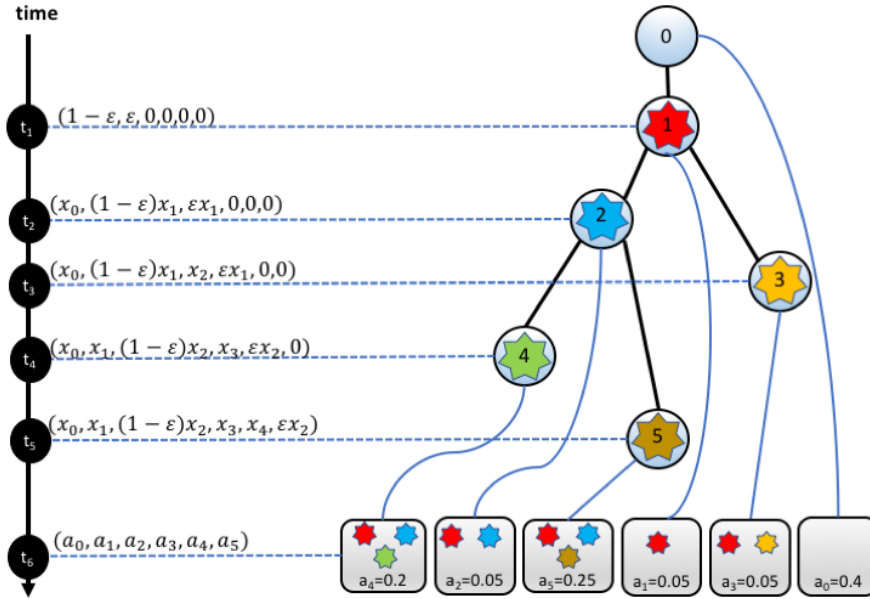 time
0
t₁ (1 − ε, ε, 0,0,0,0) 1
t₂ (x₀, (1 − ε)x₁, εx₁, 0,0,0) 2
t₃ (x₀, (1 − ε)x₁, x₂, εx₁, 0,0) 3
t₄ (x₀, x₁, (1 − ε)x₂, x₃, εx₂, 0) 4
t₅ (x₀, x₁, (1 − ε)x₂, x₃, x₄, εx₂) 5
t₆ (a₀, a₁, a₂, a₃, a₄, a₅)
a₄=0.2 a₂=0.05 a₅=0.25 a₁=0.05 a₃=0.05 a₀=0.4